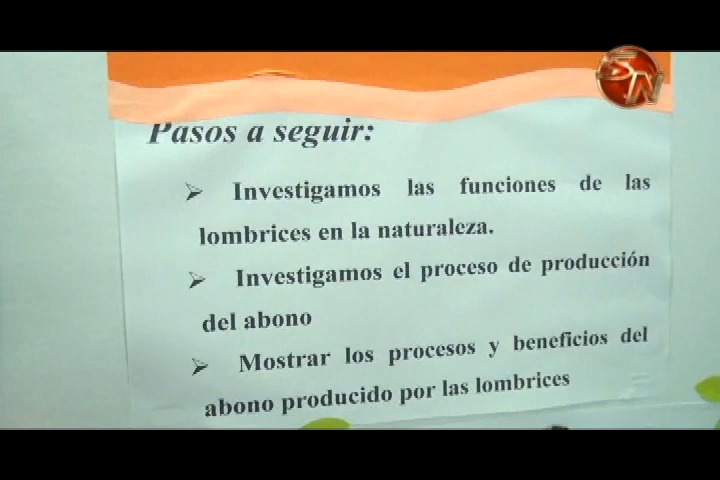 SN
Pasos a seguir:
➢ Investigamos las funciones de las
lombrices en la naturaleza.
➢ Investigamos el proceso de producción
del abono
➢ Mostrar los procesos y beneficios del
abono producido por las lombrices